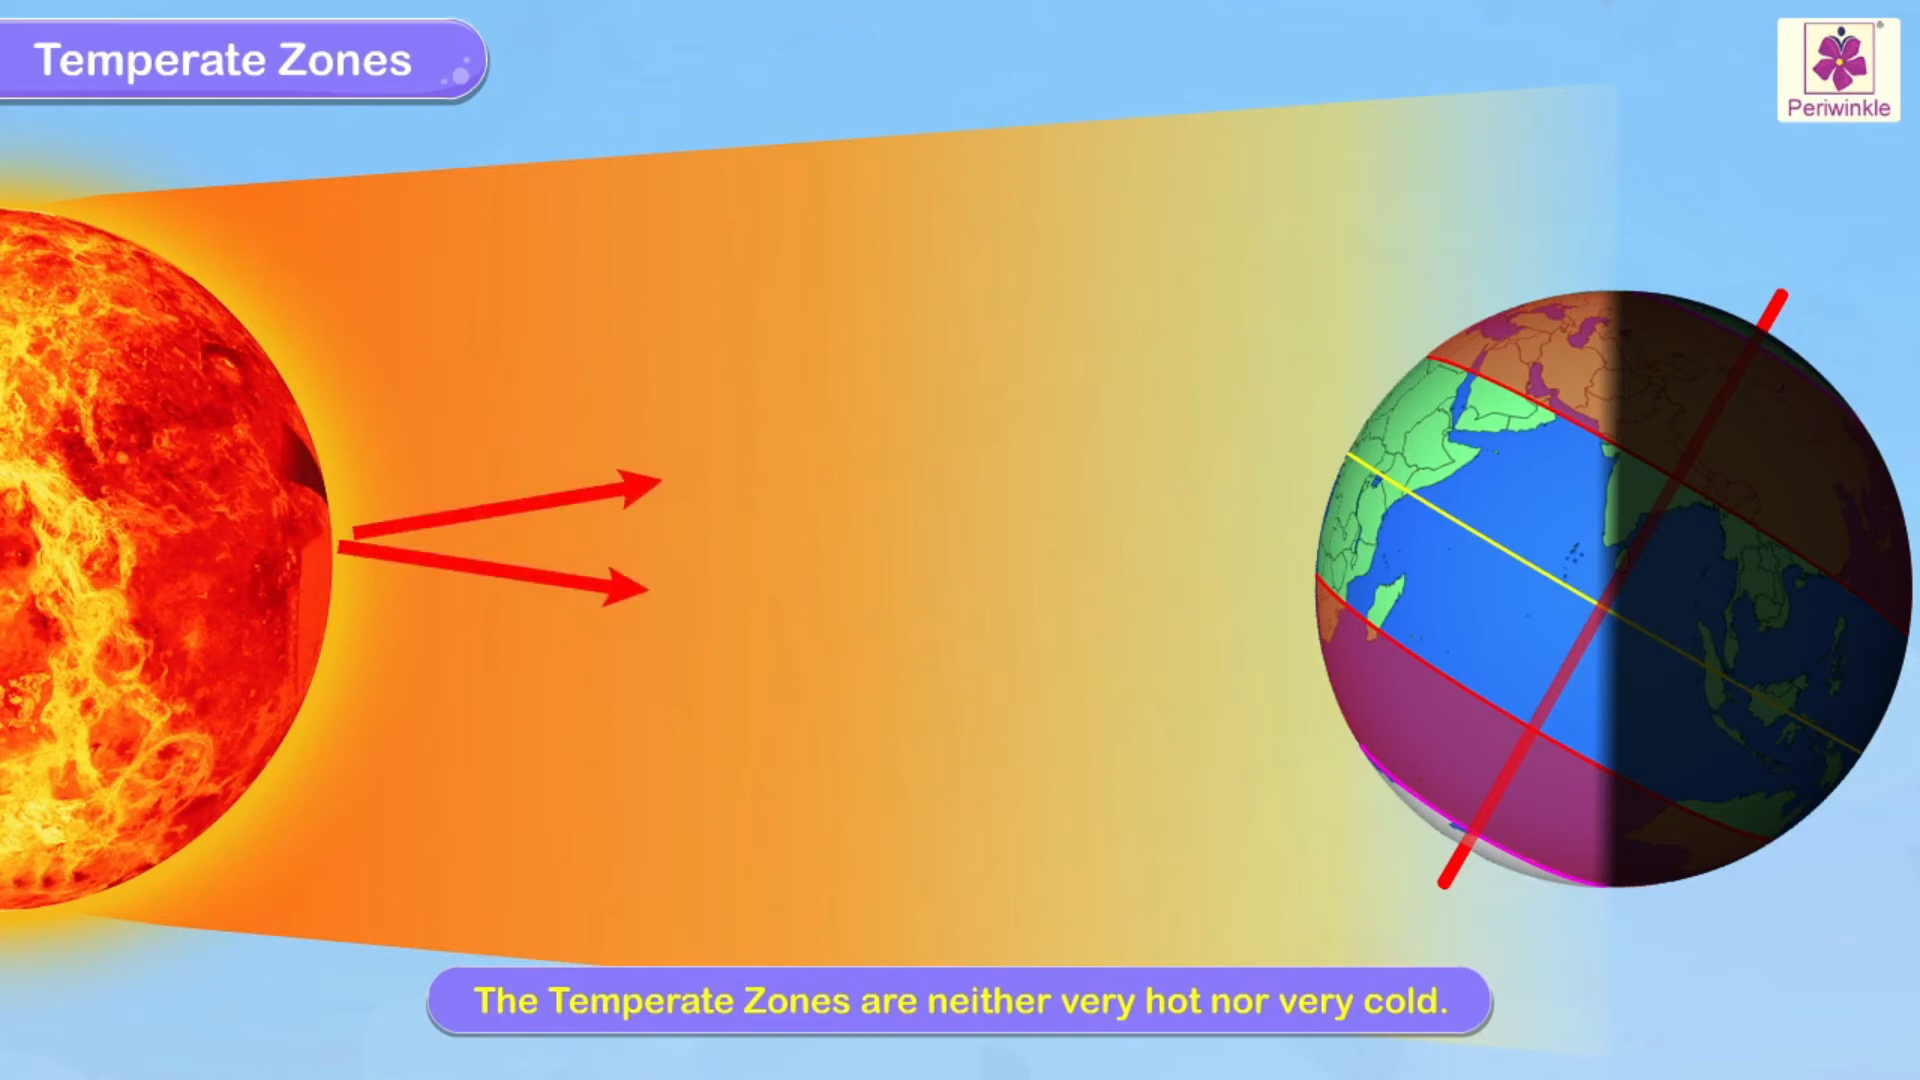 Temperate Zones
®
Periwinkle
The Temperate Zones are neither very hot nor very cold.